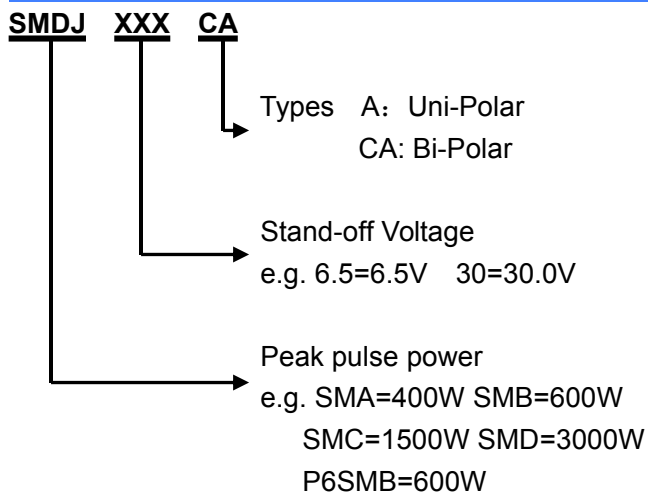 SMDJ XXX CA
Types A：Uni-Polar
CA: Bi-Polar
Stand-off Voltage
e.g. 6.5=6.5V 30=30.0V
Peak pulse power
e.g. SMA=400W SMB=600W
SMC=1500W SMD=3000W
P6SMB=600W